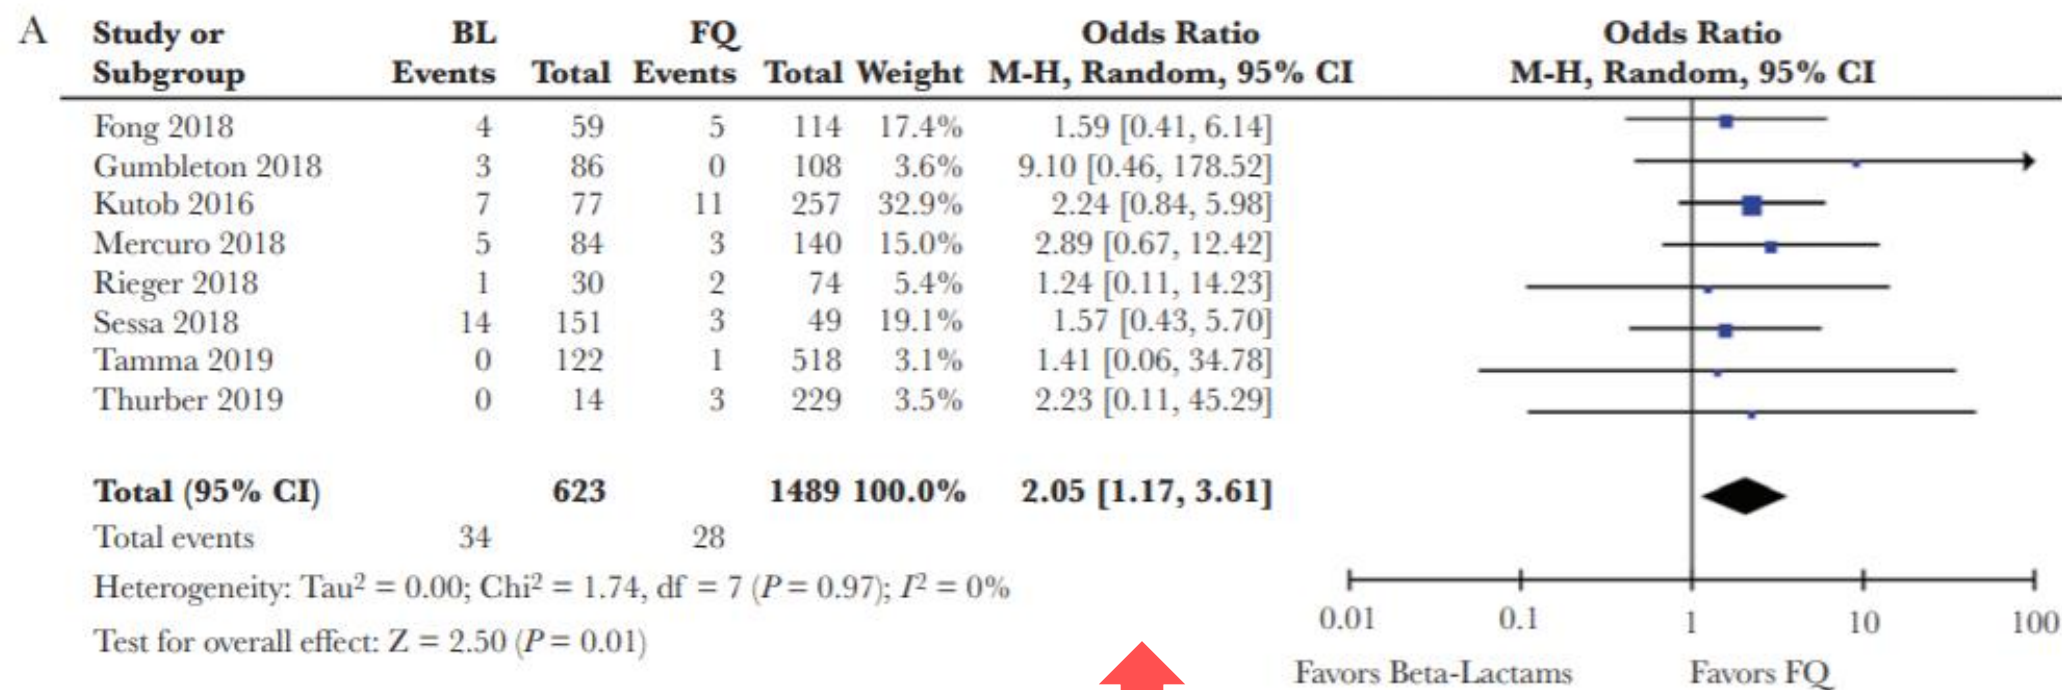 A Study or BL FQ Odds Ratio Odds Ratio
Subgroup Events Total Events Total Weight M-H, Random, 95% CI M-H, Random, 95% CI
Fong 2018 4 59 5 114 17.4% 1.59 [0.41, 6.14]
Gumbleton 2018 3 86 0 108 3.6% 9.10 [0.46, 178.52]
Kutob 2016 7 77 11 257 32.9% 2.24 [0.84, 5.98]
Mercuro 2018 5 84 3 140 15.0% 2.89 [0.67, 12.42]
Rieger 2018 1 30 2 74 5.4% 1.24 [0.11, 14.23]
Sessa 2018 14 151 3 49 19.1% 1.57 [0.43, 5.70]
Tamma 2019 0 122 1 518 3.1% 1.41 [0.06, 34.78]
Thurber 2019 0 14 3 229 3.5% 2.23 [0.11, 45.29]
Total (95% CI) 623 1489 100.0% 2.05 [1.17, 3.61]
Total events 34 28
Heterogeneity: Tau² = 0.00; Chi² = 1.74, df = 7 (P = 0.97); I² = 0%
Test for overall effect: Z = 2.50 (P = 0.01)
0.01 0.1 1 10 100
Favors Beta-Lactams Favors FQ